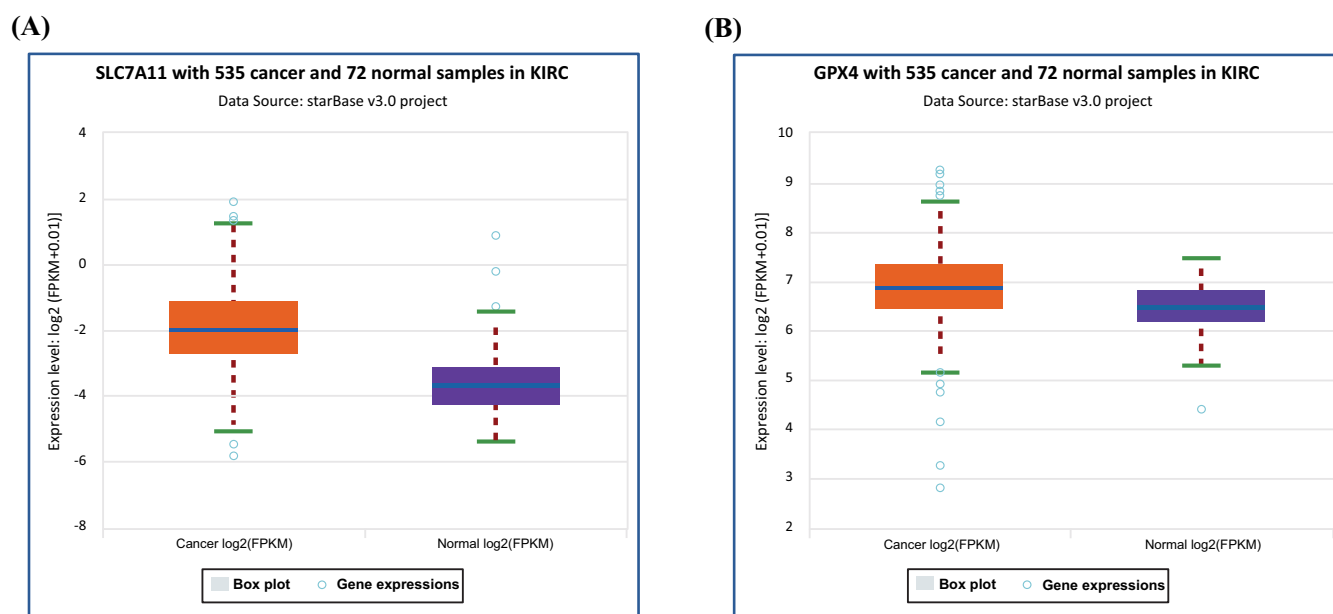 (A)
SLC7A11 with 535 cancer and 72 normal samples in KIRC
Data Source: starBase v3.0 project
Expression level: log2 (FPKM+0.01)]
4
2
0
-2
-4
-6
-8
Cancer log2(FPKM)
Normal log2(FPKM)
Box plot
Gene expressions
(B)
GPX4 with 535 cancer and 72 normal samples in KIRC
Data Source: starBase v3.0 project
Expression level: log2 (FPKM+0.01)]
10
9
8
7
6
5
4
3
2
Cancer log2(FPKM)
Normal log2(FPKM)
Box plot
Gene expressions